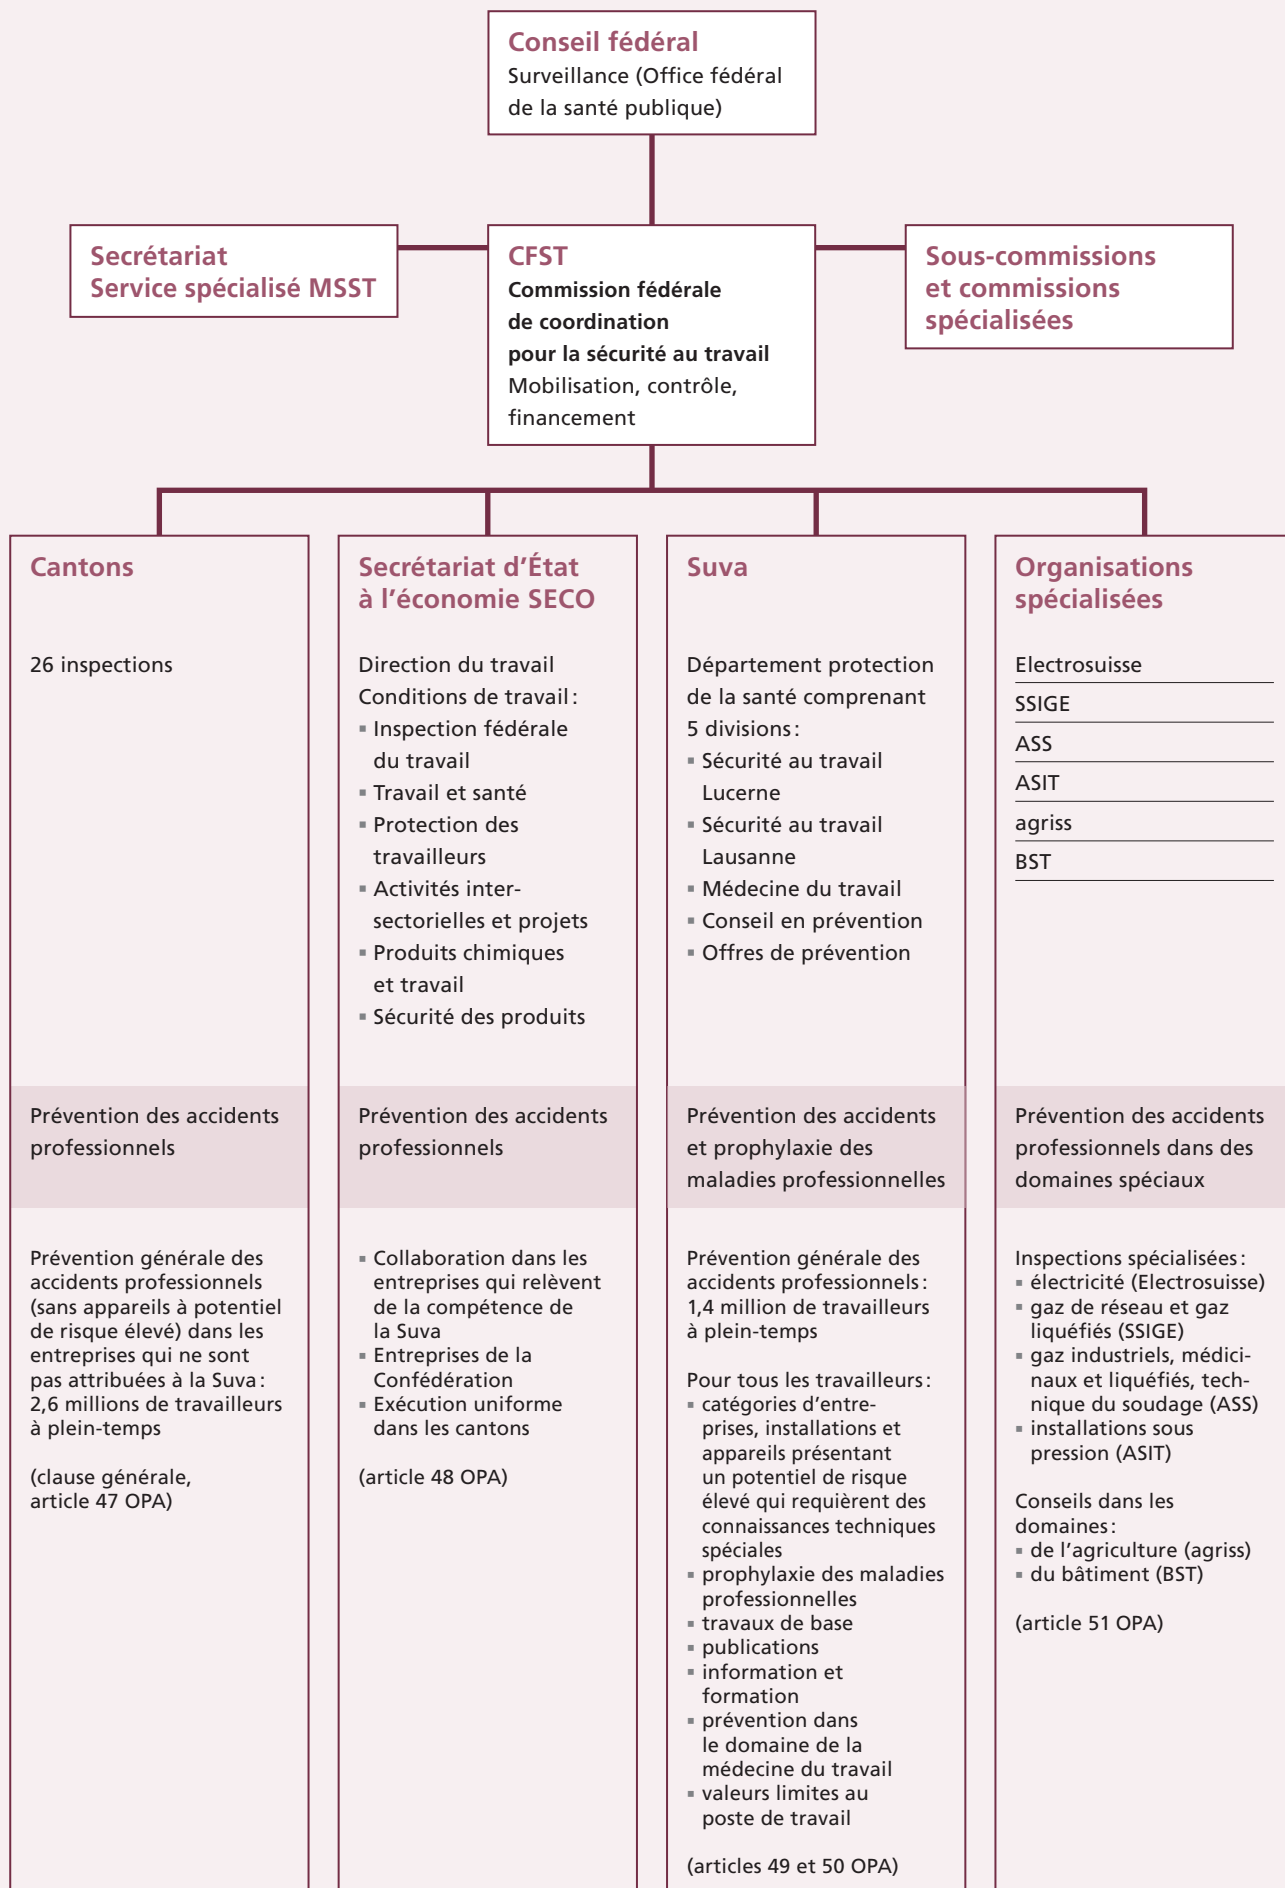 Conseil fédéral
Surveillance (Office fédéral
de la santé publique)
Secrétariat
Service spécialisé MSST
CFST
Commission fédérale
de coordination
pour la sécurité au travail
Mobilisation, contrôle,
financement
Sous-commissions
et commissions
spécialisées
Cantons
26 inspections
Prévention des accidents
professionnels
Prévention générale des
accidents professionnels
(sans appareils à potentiel
de risque élevé) dans les
entreprises qui ne sont
pas attribuées à la Suva :
2,6 millions de travailleurs
à plein-temps
(clause générale,
article 47 OPA)
Secrétariat d’État
à l’économie SECO
Direction du travail
Conditions de travail :
▪ Inspection fédérale
du travail
▪ Travail et santé
▪ Protection des
travailleurs
▪ Activités inter-
sectorielles et projets
▪ Produits chimiques
et travail
▪ Sécurité des produits
Prévention des accidents
professionnels
▪ Collaboration dans les
entreprises qui relèvent
de la compétence de
la Suva
▪ Entreprises de la
Confédération
▪ Exécution uniforme
dans les cantons
(article 48 OPA)
Suva
Département protection
de la santé comprenant
5 divisions :
▪ Sécurité au travail
Lucerne
▪ Sécurité au travail
Lausanne
▪ Médecine du travail
▪ Conseil en prévention
▪ Offres de prévention
Prévention des accidents
et prophylaxie des
maladies professionnelles
Prévention générale des
accidents professionnels :
1,4 million de travailleurs
à plein-temps
Pour tous les travailleurs :
▪ catégories d’entre-
prises, installations et
appareils présentant
un potentiel de risque
élevé qui requièrent des
connaissances techniques
spéciales
▪ prophylaxie des maladies
professionnelles
▪ travaux de base
▪ publications
▪ information et
formation
▪ prévention dans
le domaine de la
médecine du travail
▪ valeurs limites au
poste de travail
(articles 49 et 50 OPA)
Organisations
spécialisées
Electrosuisse
SSIGE
ASS
ASIT
agriss
BST
Prévention des accidents
professionnels dans des
domaines spéciaux
Inspections spécialisées :
▪ électricité (Electrosuisse)
▪ gaz de réseau et gaz
liquéfiés (SSIGE)
▪ gaz industriels, médici-
naux et liquéfiés, tech-
nique du soudage (ASS)
▪ installations sous
pression (ASIT)
Conseils dans les
domaines :
▪ de l’agriculture (agriss)
▪ du bâtiment (BST)
(article 51 OPA)